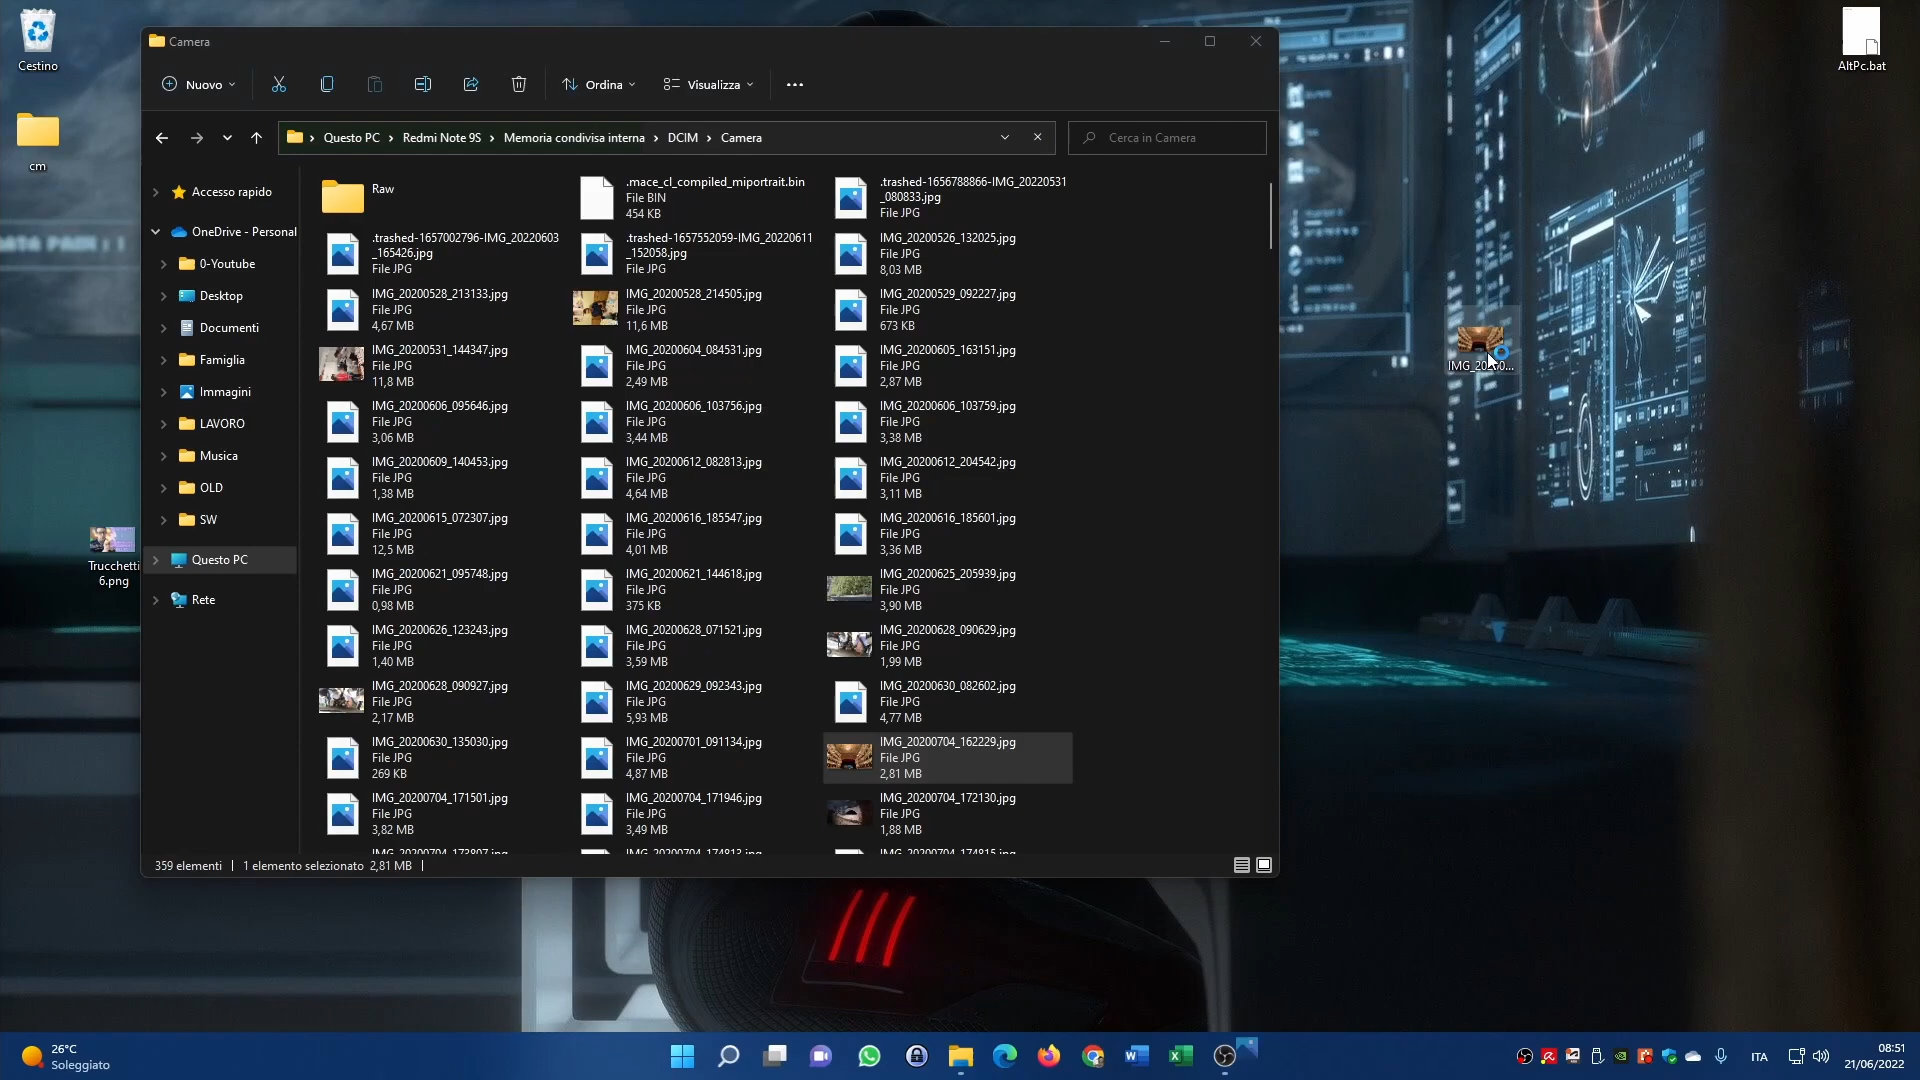 Cestino
cm
Trucchetti
6.png
Camera
Nuovo
Ordina
Visualizza
Questo PC
Redmi Note 9S
Memoria condivisa interna
DCIM
Camera
Cerca in Camera
Accesso rapido
OneDrive - Personal
0-Youtube
Desktop
Documenti
Famiglia
Immagini
LAVORO
Musica
OLD
SW
Questo PC
Rete
Raw
.mace_cl_compiled_miportrait.bin
File BIN
454 KB
.trashed-1656788866-IMG_20220531
_080833.jpg
File JPG
.trashed-1657002796-IMG_20220603
_165426.jpg
File JPG
.trashed-1657552059-IMG_20220611
_152058.jpg
File JPG
IMG_20200526_132025.jpg
File JPG
8,03 MB
IMG_20200528_213133.jpg
File JPG
4,67 MB
IMG_20200528_214505.jpg
File JPG
11,6 MB
IMG_20200529_092227.jpg
File JPG
673 KB
IMG_20200531_144347.jpg
File JPG
11,8 MB
IMG_20200604_084531.jpg
File JPG
2,49 MB
IMG_20200605_163151.jpg
File JPG
2,87 MB
IMG_20200606_095646.jpg
File JPG
3,06 MB
IMG_20200606_103756.jpg
File JPG
3,44 MB
IMG_20200606_103759.jpg
File JPG
3,38 MB
IMG_20200609_140453.jpg
File JPG
1,38 MB
IMG_20200612_082813.jpg
File JPG
4,64 MB
IMG_20200612_204542.jpg
File JPG
3,11 MB
IMG_20200615_072307.jpg
File JPG
12,5 MB
IMG_20200616_185547.jpg
File JPG
4,01 MB
IMG_20200616_185601.jpg
File JPG
3,36 MB
IMG_20200621_095748.jpg
File JPG
0,98 MB
IMG_20200621_144618.jpg
File JPG
375 KB
IMG_20200625_205939.jpg
File JPG
3,90 MB
IMG_20200626_123243.jpg
File JPG
1,40 MB
IMG_20200628_071521.jpg
File JPG
3,59 MB
IMG_20200628_090629.jpg
File JPG
1,99 MB
IMG_20200628_090927.jpg
File JPG
2,17 MB
IMG_20200629_092343.jpg
File JPG
5,93 MB
IMG_20200630_082602.jpg
File JPG
4,77 MB
IMG_20200630_135030.jpg
File JPG
269 KB
IMG_20200701_091134.jpg
File JPG
4,87 MB
IMG_20200704_162229.jpg
File JPG
2,81 MB
IMG_20200704_171501.jpg
File JPG
3,82 MB
IMG_20200704_171946.jpg
File JPG
3,49 MB
IMG_20200704_172130.jpg
File JPG
1,88 MB
IMG_20200704_173807.jpg
IMG_20200704_174813.jpg
IMG_20200704_174815.jpg
359 elementi
1 elemento selezionato 2,81 MB
AltPc.bat
26°C
Soleggiato
ITA
08:51
21/06/2022